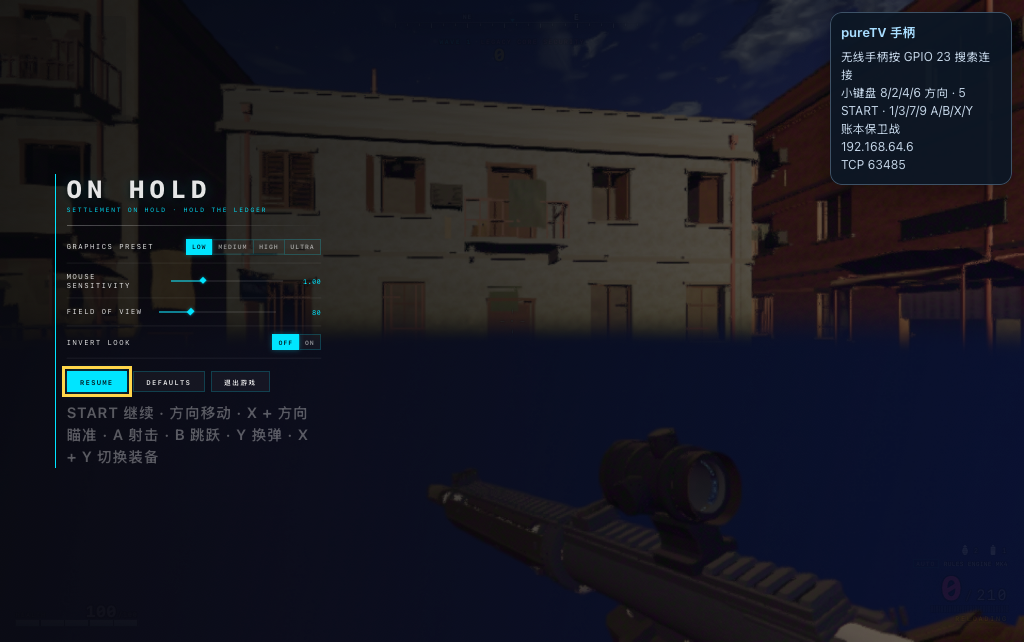 pureTV 手柄
无线手柄按 GPIO 23 搜索连
接
小键盘 8/2/4/6 方向 · 5
START · 1/3/7/9 A/B/X/Y
账本保卫战
192.168.64.6
TCP 63485
0
ON HOLD
SETTLEMENT ON HOLD · HOLD THE LEDGER
GRAPHICS PRESET LOW MEDIUM HIGH ULTRA
MOUSE
SENSITIVITY 1.00
FIELD OF VIEW 80
INVERT LOOK OFF ON
RESUME DEFAULTS 退出游戏
START 继续 · 方向移动 · X + 方向
瞄准 · A 射击 · B 跳跃 · Y 换弹 · X
+ Y 切换装备
100
0 210